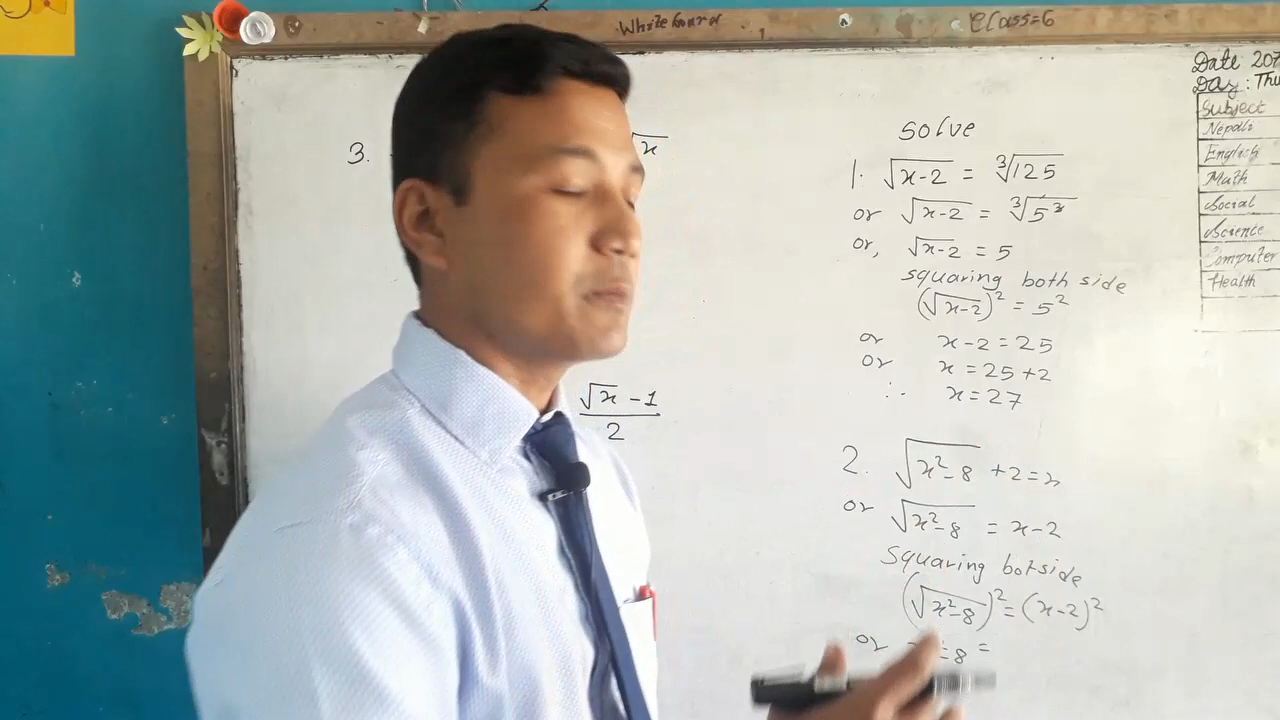 White board
Class=6
Date 207
Day: Thu
Subject
Nepali
English
Math
Social
Science
Computer
Health
3.
√x
√x - 1
2
Solve
1. √x-2 = ∛125
or √x-2 = ∛5³
or, √x-2 = 5
squaring both side
(√x-2)² = 5²
or x-2 = 25
or x = 25+2
∴ x = 27
2. √x²-8 +2=x
or √x²-8 = x-2
Squaring botside
(√x²-8)² = (x-2)²
or -8 =